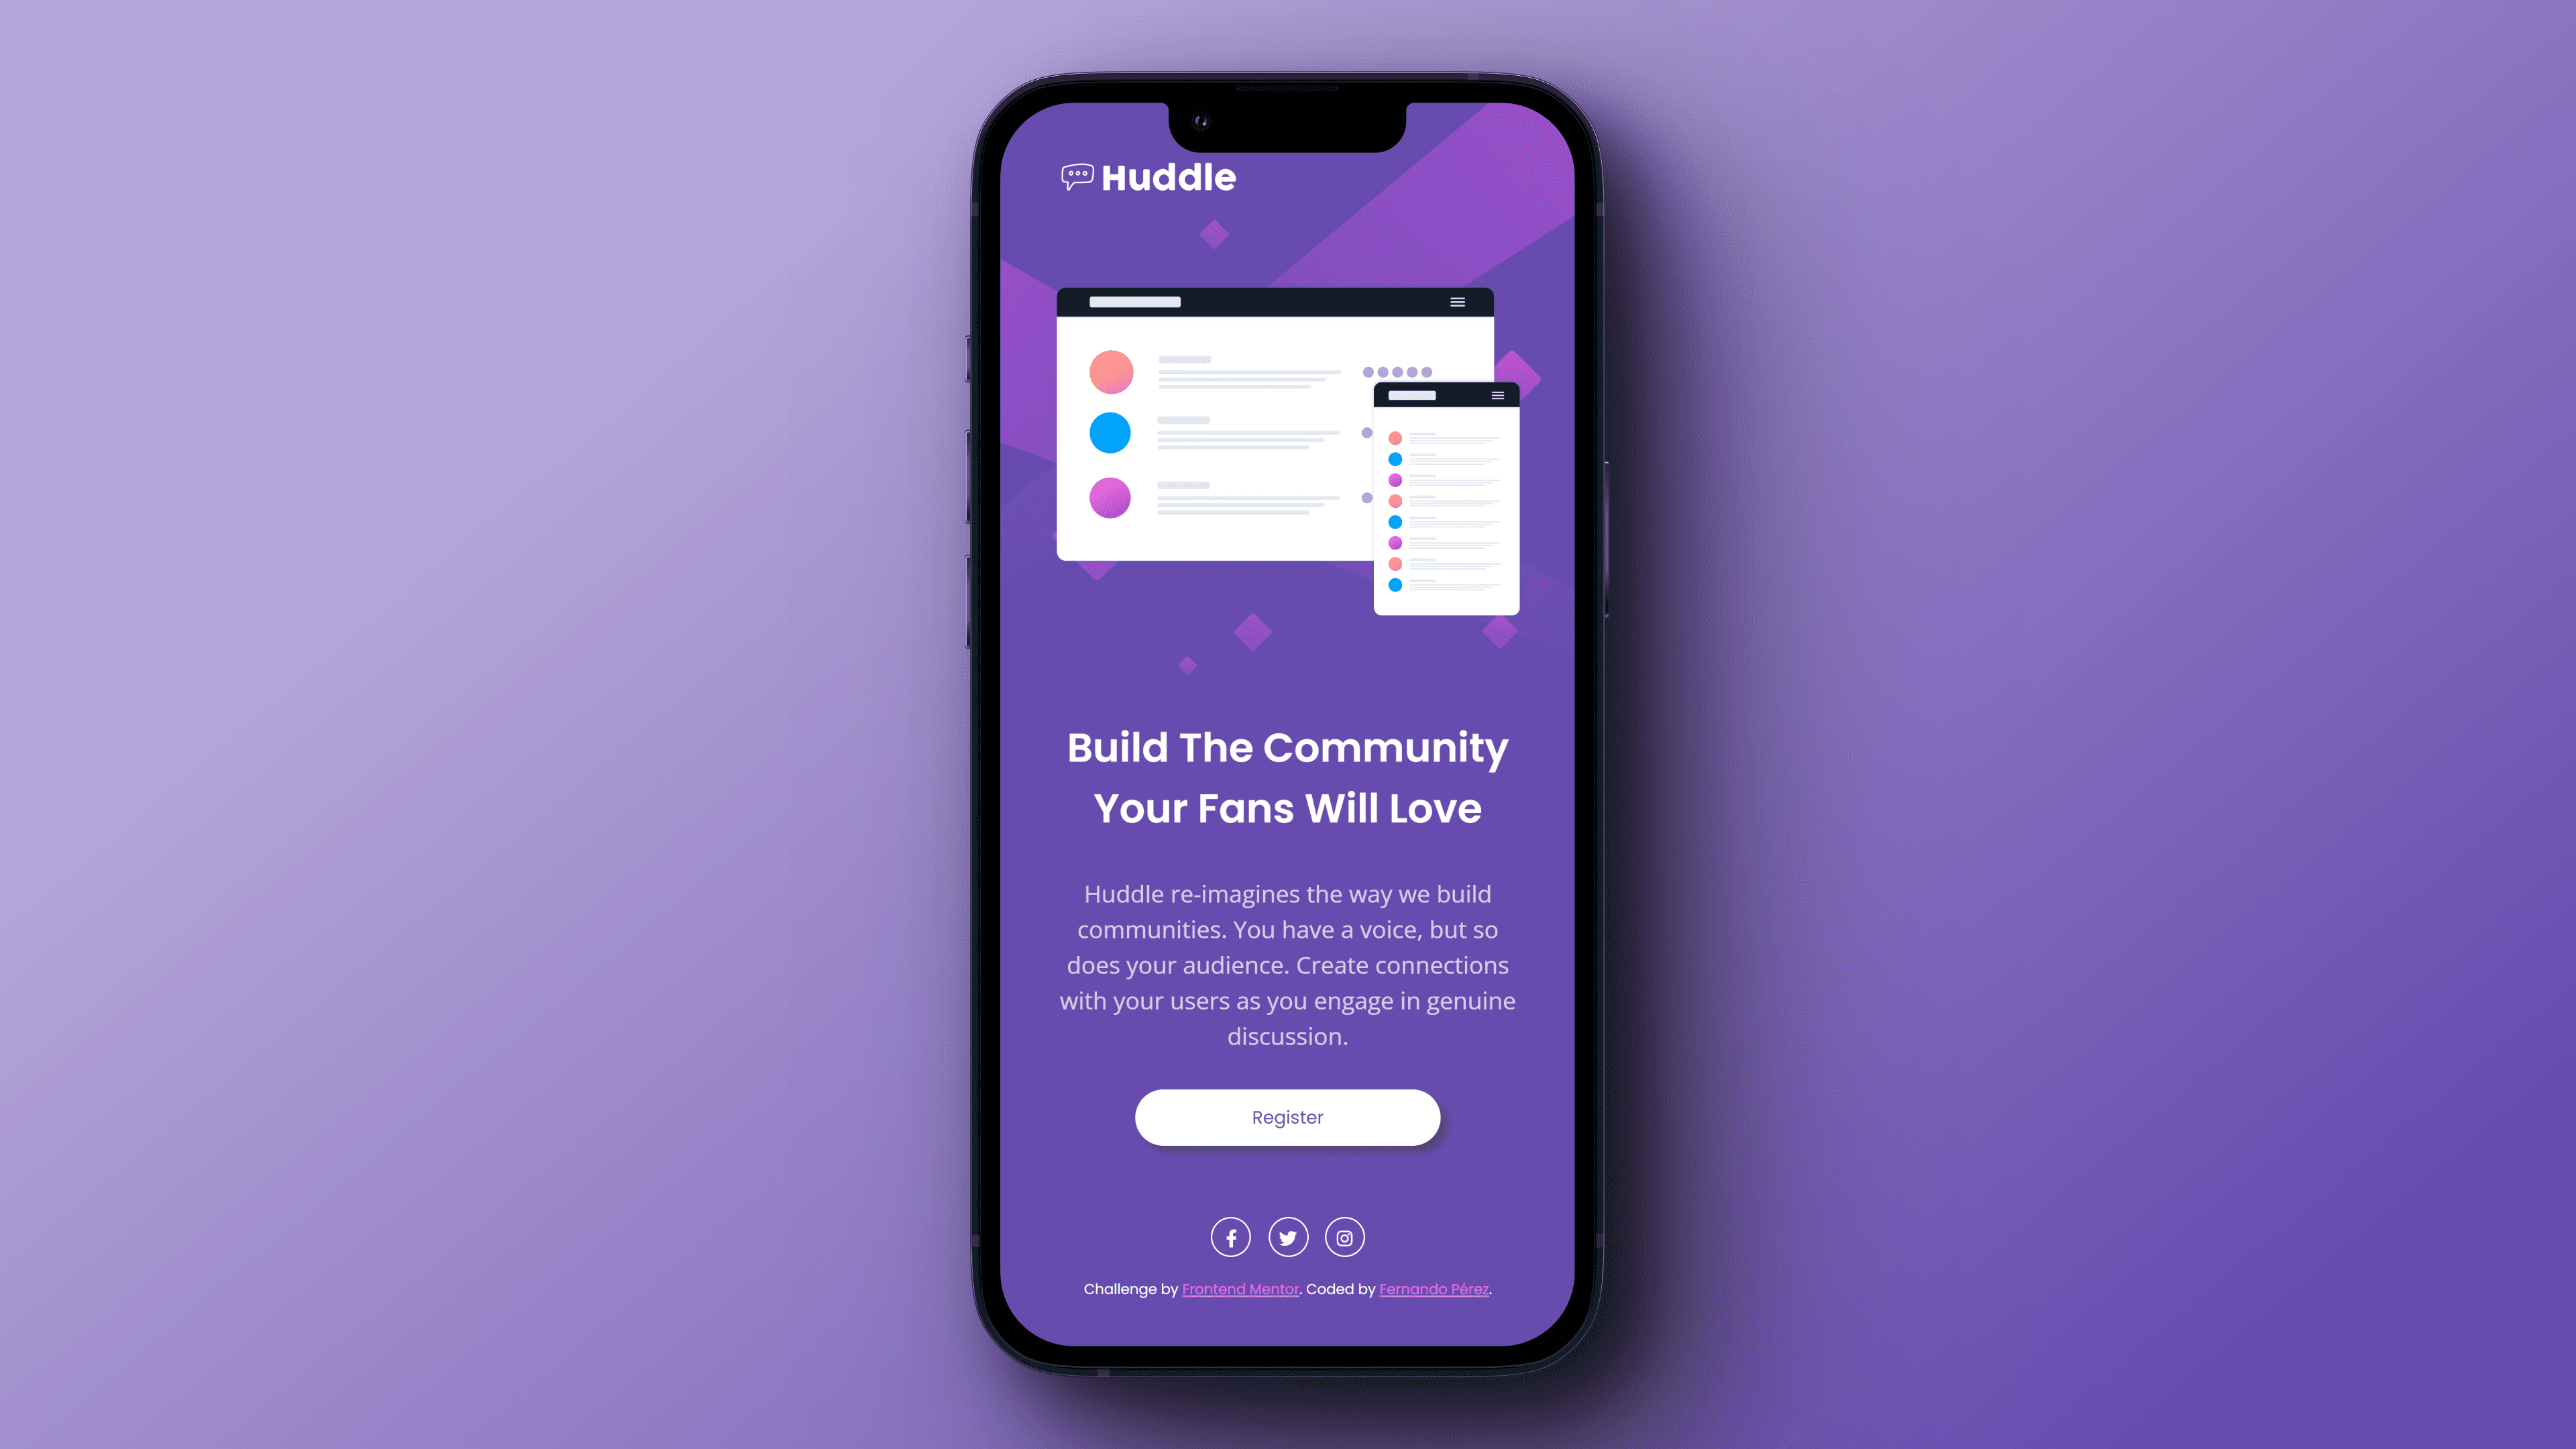 Huddle
Build The Community
Your Fans Will Love
Huddle re-imagines the way we build
communities. You have a voice, but so
does your audience. Create connections
with your users as you engage in genuine
discussion.
Register
Challenge by Frontend Mentor. Coded by Fernando Pérez.